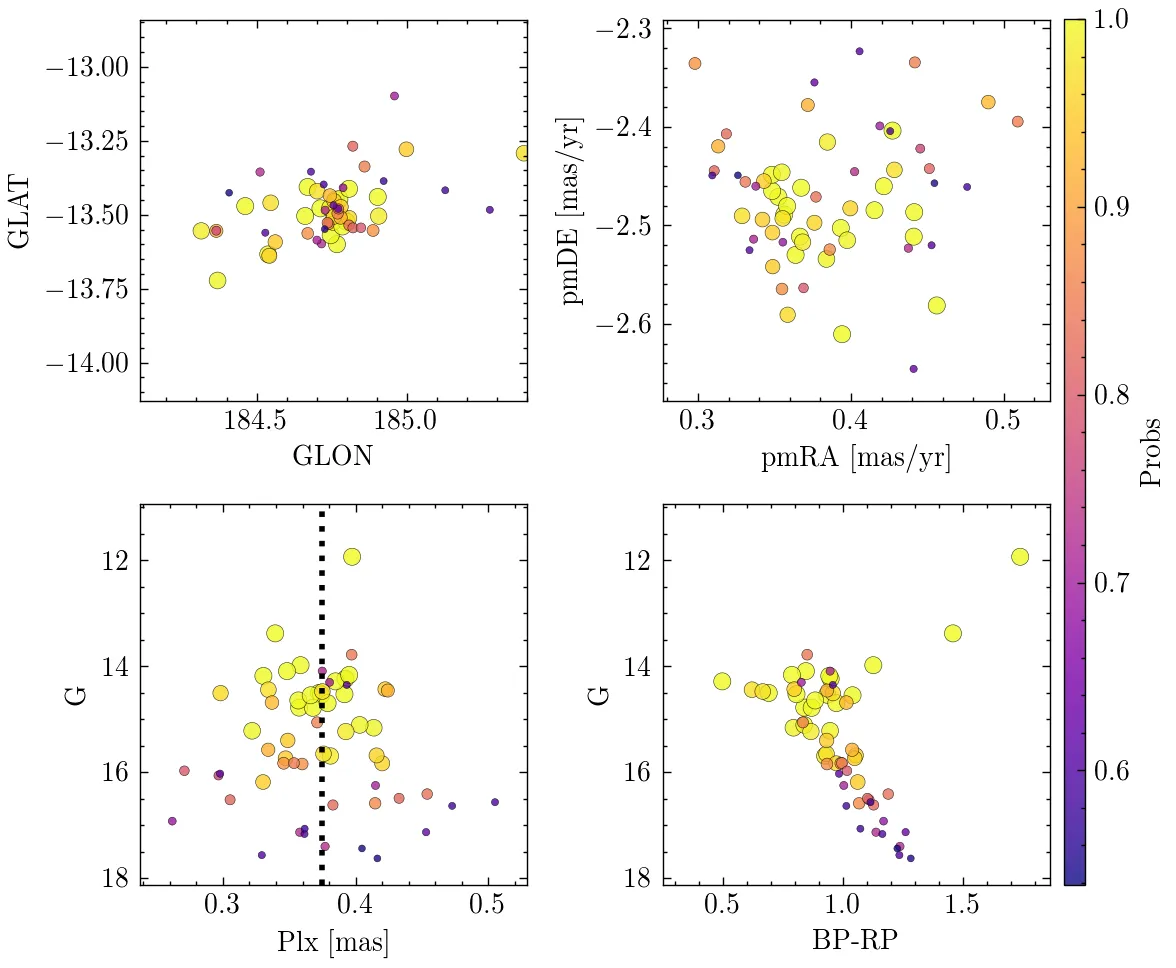 −13.00
−13.25
−13.50
−13.75
−14.00
GLAT
184.5 185.0
GLON
−2.3
−2.4
−2.5
−2.6
pmDE [mas/yr]
0.3 0.4 0.5
pmRA [mas/yr]
12
14
16
18
G
0.3 0.4 0.5
Plx [mas]
12
14
16
18
G
0.5 1.0 1.5
BP-RP
1.0
0.9
0.8
0.7
0.6
Probs